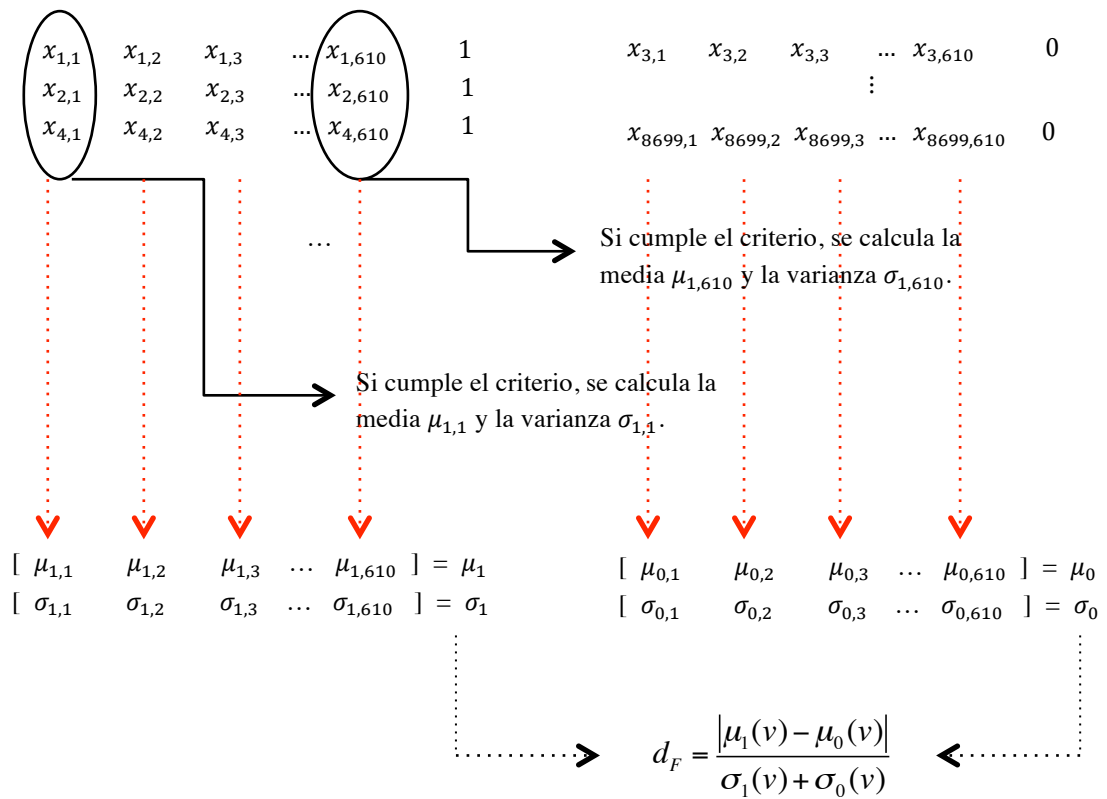 x₁,₁ x₁,₂ x₁,₃ ... x₁,₆₁₀ 1
x₂,₁ x₂,₂ x₂,₃ ... x₂,₆₁₀ 1
x₄,₁ x₄,₂ x₄,₃ ... x₄,₆₁₀ 1
x₃,₁ x₃,₂ x₃,₃ ... x₃,₆₁₀ 0
⋮
x₈₆₉₉,₁ x₈₆₉₉,₂ x₈₆₉₉,₃ ... x₈₆₉₉,₆₁₀ 0
...
Si cumple el criterio, se calcula la
media μ₁,₆₁₀ y la varianza σ₁,₆₁₀.
Si cumple el criterio, se calcula la
media μ₁,₁ y la varianza σ₁,₁.
[ μ₁,₁ μ₁,₂ μ₁,₃ ... μ₁,₆₁₀ ] = μ₁
[ σ₁,₁ σ₁,₂ σ₁,₃ ... σ₁,₆₁₀ ] = σ₁
[ μ₀,₁ μ₀,₂ μ₀,₃ ... μ₀,₆₁₀ ] = μ₀
[ σ₀,₁ σ₀,₂ σ₀,₃ ... σ₀,₆₁₀ ] = σ₀
d_F = |μ₁(v) − μ₀(v)| / (σ₁(v) + σ₀(v))